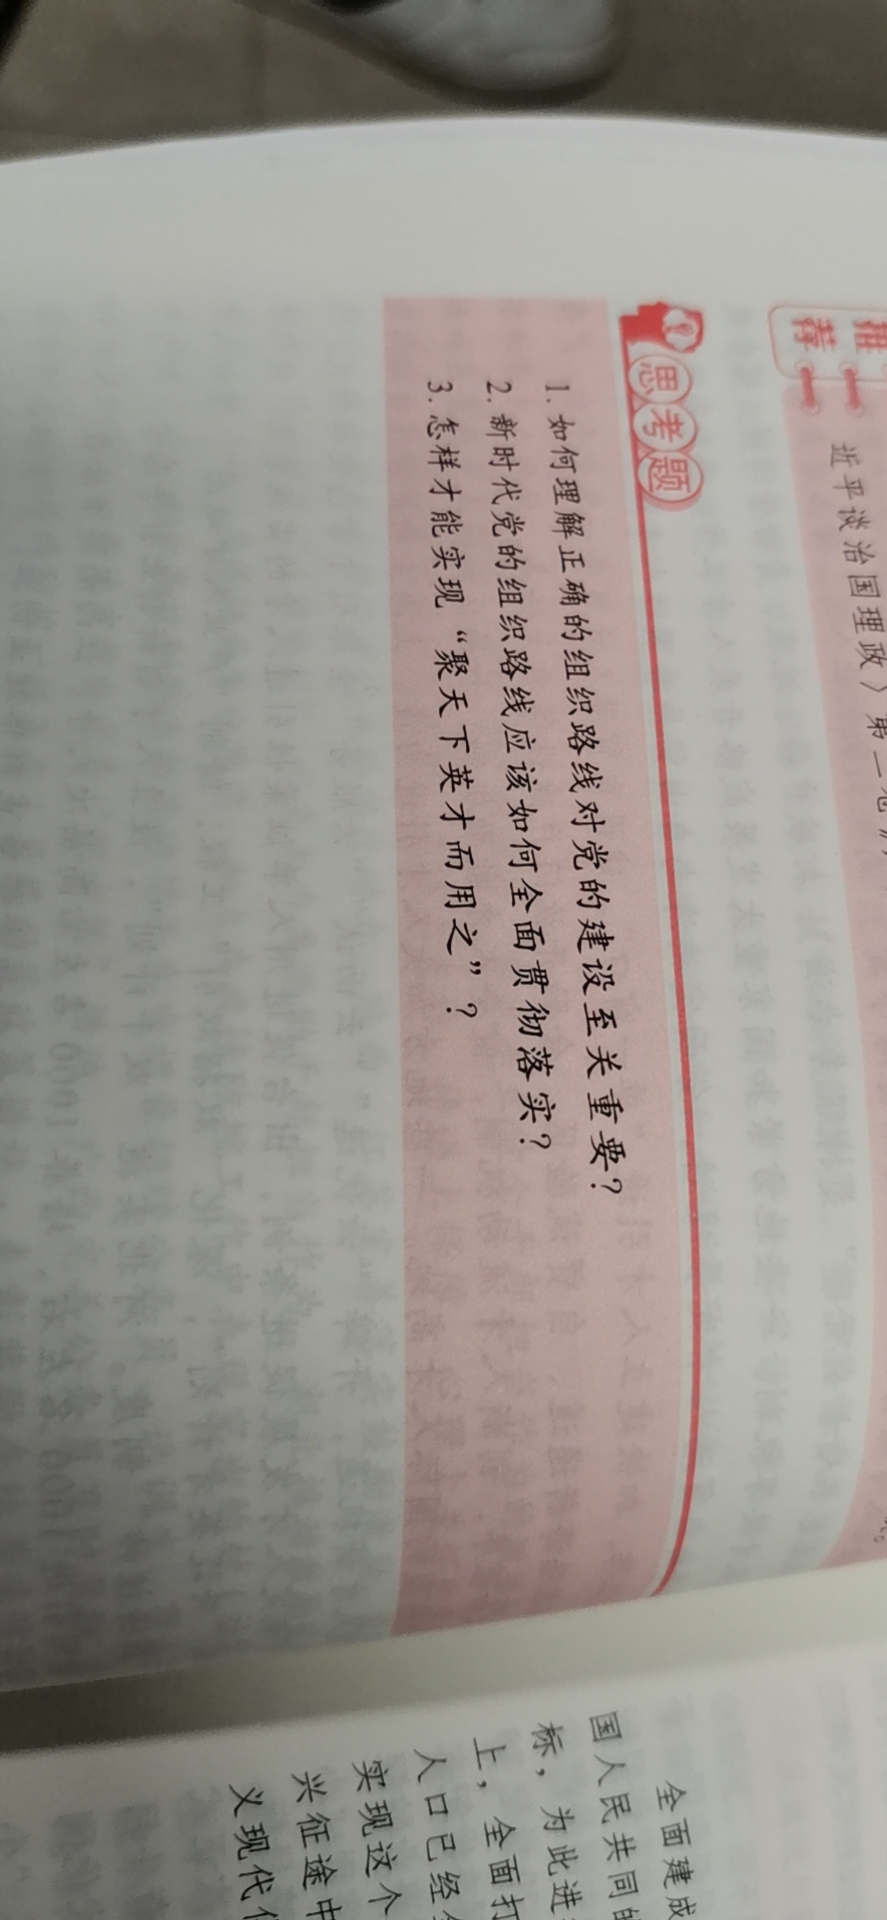 推
荐
近平谈治国理政》第二卷
思考题
1. 如何理解正确的组织路线对党的建设至关重要?
2. 新时代党的组织路线应该如何全面贯彻落实?
3. 怎样才能实现“聚天下英才而用之”?
全面建成
国人民共同的
标，为此进
上，全面打
人口已经
实现这个
兴征途中
义现代